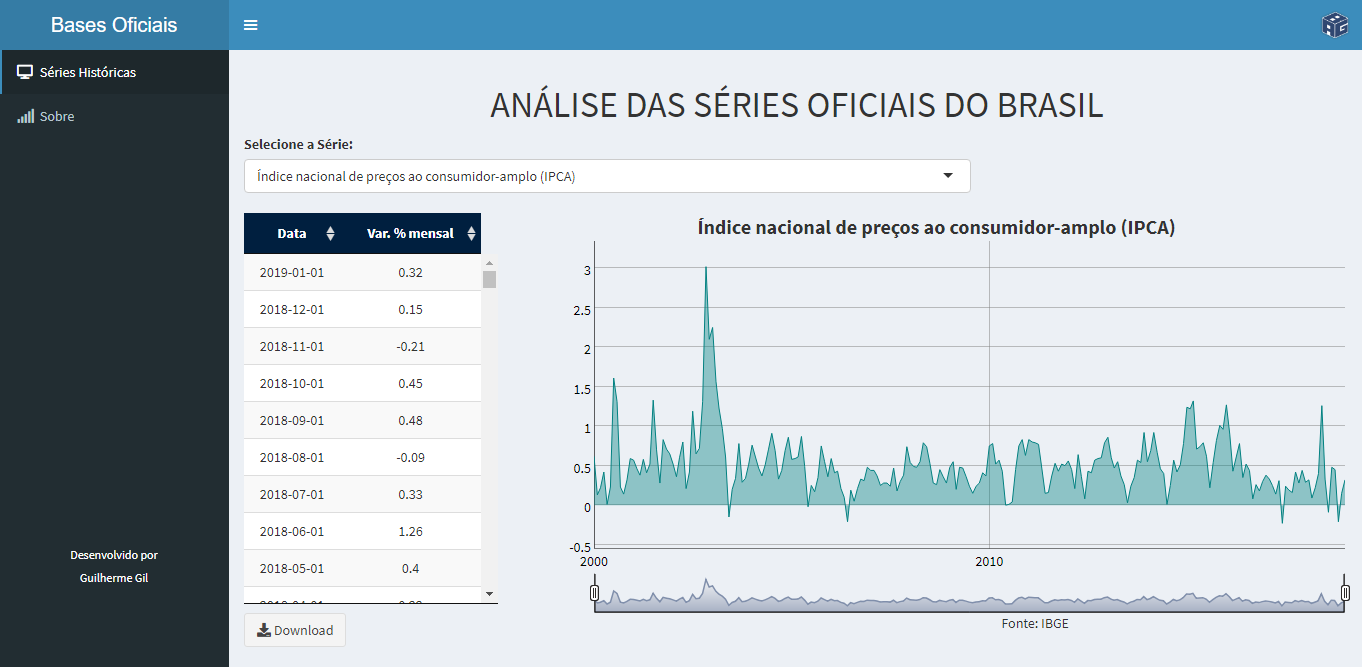 Bases Oficiais
Séries Históricas
Sobre
Desenvolvido por
Guilherme Gil
ANÁLISE DAS SÉRIES OFICIAIS DO BRASIL
Selecione a Série:
Índice nacional de preços ao consumidor-amplo (IPCA)
Data Var. % mensal
2019-01-01 0.32
2018-12-01 0.15
2018-11-01 -0.21
2018-10-01 0.45
2018-09-01 0.48
2018-08-01 -0.09
2018-07-01 0.33
2018-06-01 1.26
2018-05-01 0.4
Download
Índice nacional de preços ao consumidor-amplo (IPCA)
3
2.5
2
1.5
1
0.5
0
-0.5
2000 2010
Fonte: IBGE